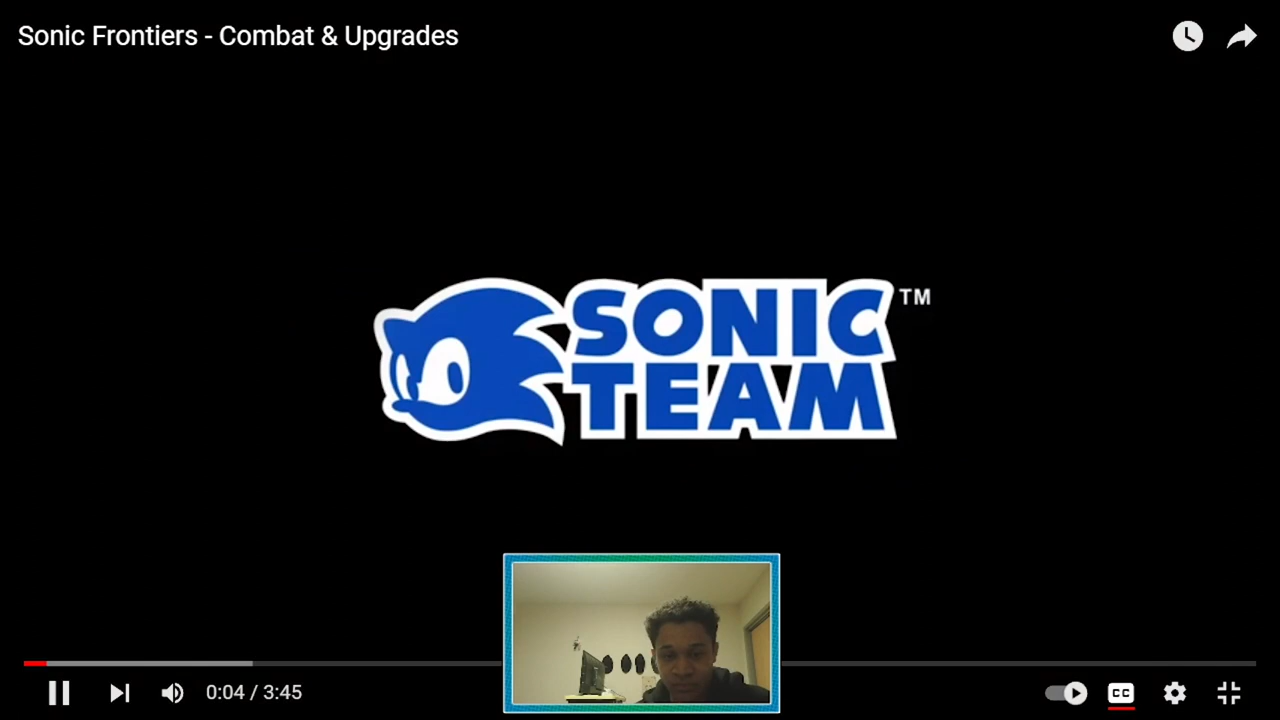 Sonic Frontiers - Combat & Upgrades
SONIC
TEAM
TM
0:04 / 3:45
CC